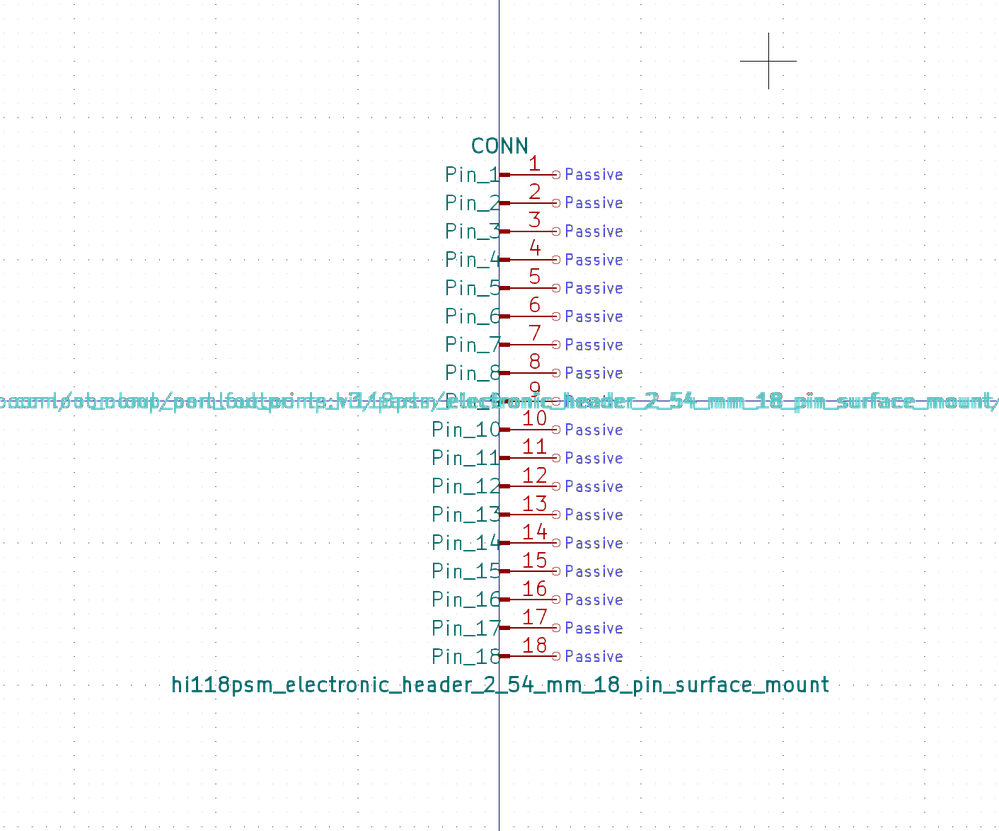 CONN
Pin_1 1 Passive
Pin_2 2 Passive
Pin_3 3 Passive
Pin_4 4 Passive
Pin_5 5 Passive
Pin_6 6 Passive
Pin_7 7 Passive
Pin_8 8 Passive
9
electronic_header_2_54_mm_18_pin_surface_mount/
Pin_10 10 Passive
Pin_11 11 Passive
Pin_12 12 Passive
Pin_13 13 Passive
Pin_14 14 Passive
Pin_15 15 Passive
Pin_16 16 Passive
Pin_17 17 Passive
Pin_18 18 Passive
hi118psm_electronic_header_2_54_mm_18_pin_surface_mount